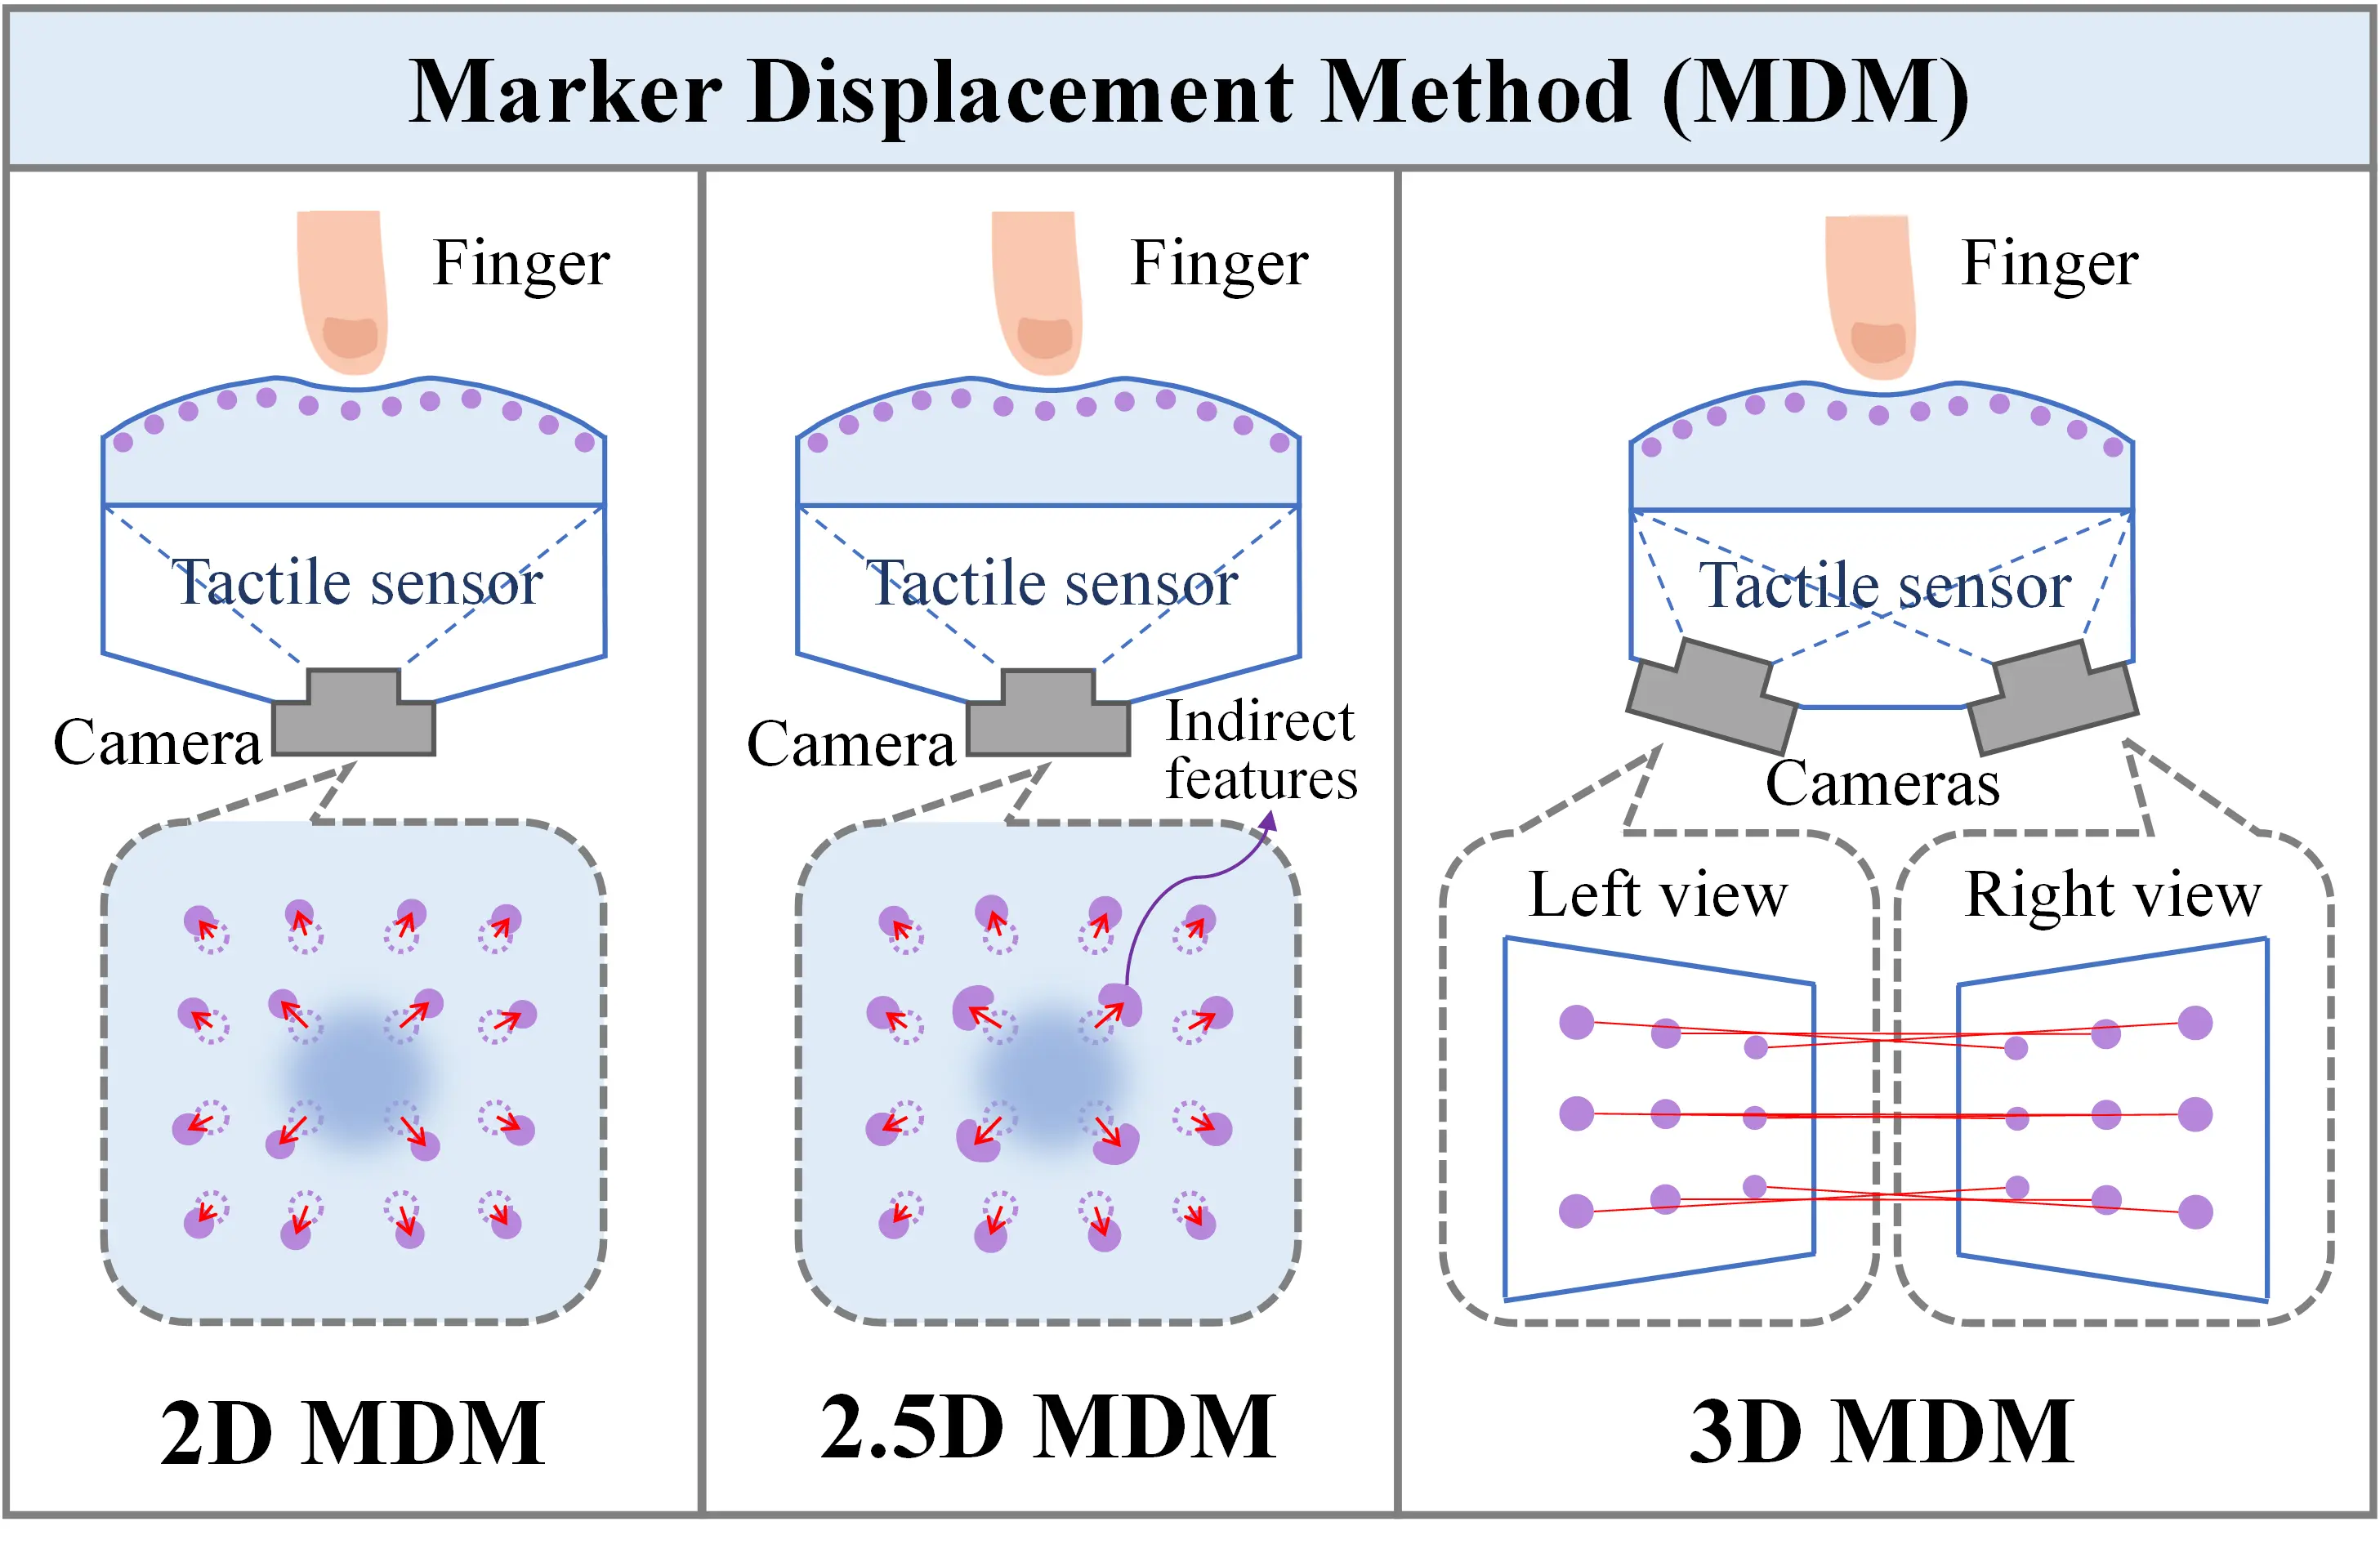 Marker Displacement Method (MDM)
Finger
Tactile sensor
Camera
2D MDM
Finger
Tactile sensor
Camera
Indirect
features
2.5D MDM
Finger
Tactile sensor
Cameras
Left view
Right view
3D MDM